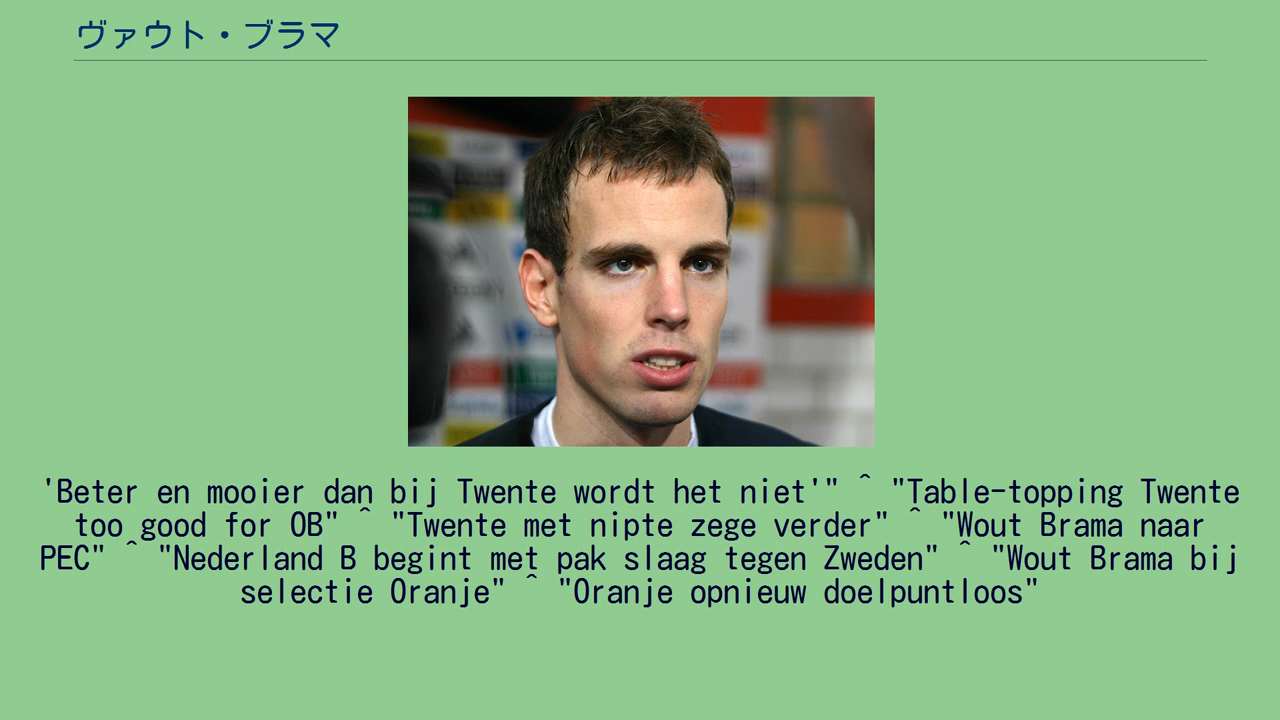 ヴァウト・ブラマ
'Beter en mooier dan bij Twente wordt het niet'" ^ "Table-topping Twente
too good for OB" ^ "Twente met nipte zege verder" ^ "Wout Brama naar
PEC" ^ "Nederland B begint met pak slaag tegen Zweden" ^ "Wout Brama bij
selectie Oranje" ^ "Oranje opnieuw doelpuntloos"